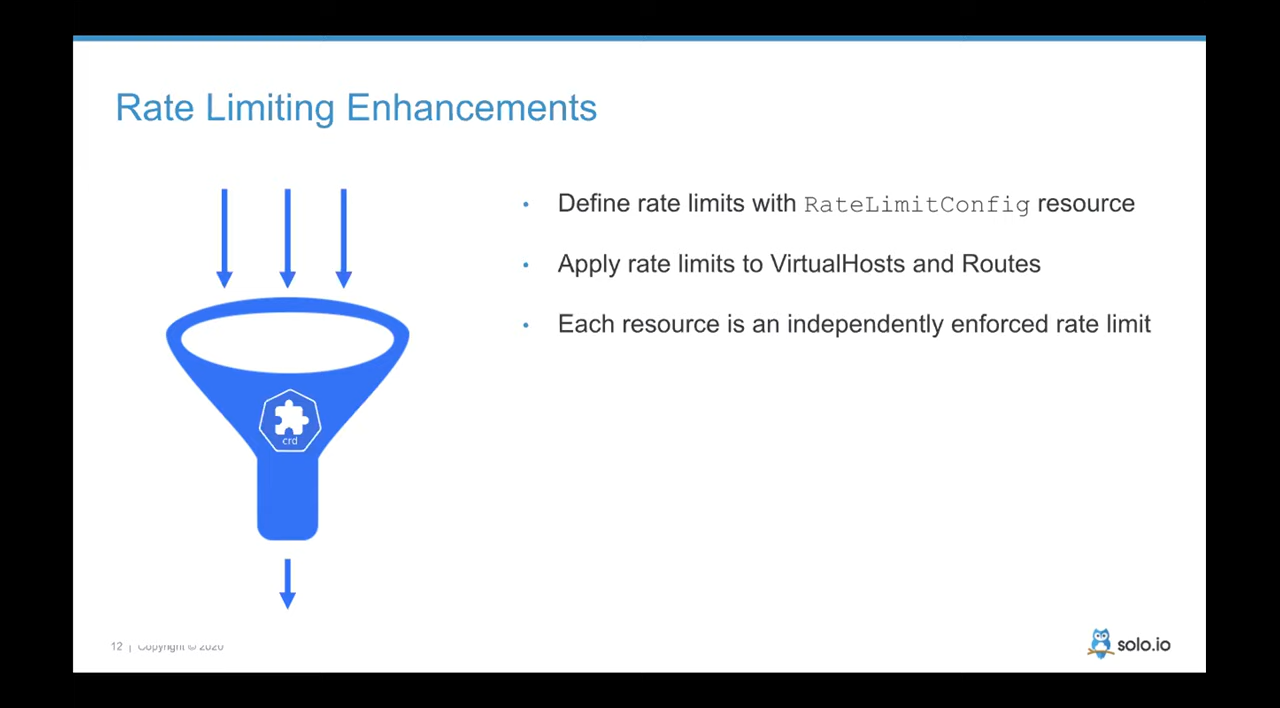 Rate Limiting Enhancements
• Define rate limits with RateLimitConfig resource
• Apply rate limits to VirtualHosts and Routes
• Each resource is an independently enforced rate limit
crd
12 | Copyright © 2020
solo.io